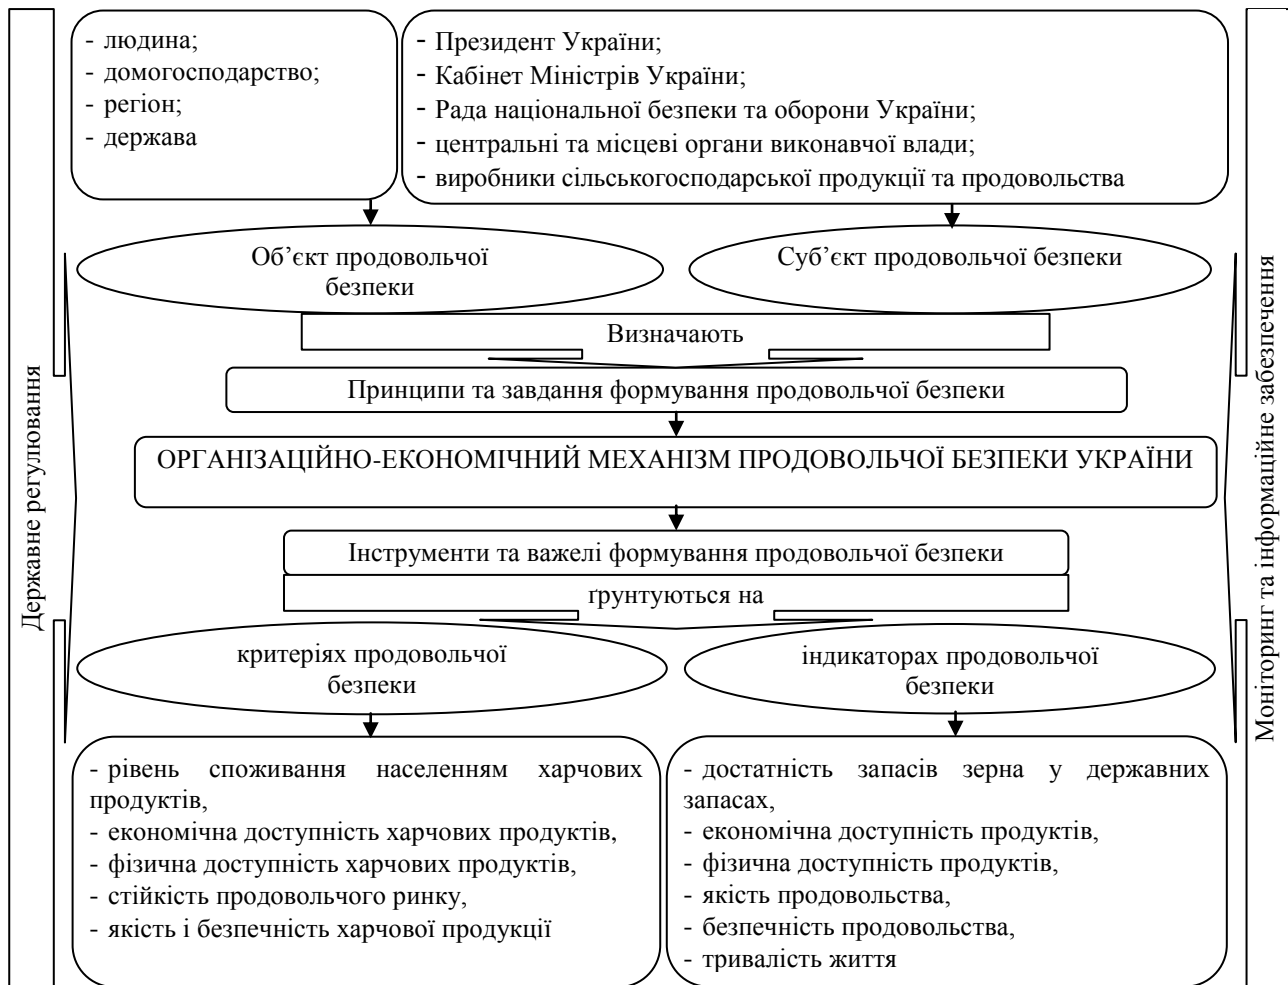 - людина;
- домогосподарство;
- регіон;
- держава
- Президент України;
- Кабінет Міністрів України;
- Рада національної безпеки та оборони України;
- центральні та місцеві органи виконавчої влади;
- виробники сільськогосподарської продукції та продовольства
Об’єкт продовольчої
безпеки
Суб’єкт продовольчої безпеки
Визначають
Принципи та завдання формування продовольчої безпеки
ОРГАНІЗАЦІЙНО-ЕКОНОМІЧНИЙ МЕХАНІЗМ ПРОДОВОЛЬЧОЇ БЕЗПЕКИ УКРАЇНИ
Інструменти та важелі формування продовольчої безпеки
ґрунтуються на
критеріях продовольчої
безпеки
індикаторах продовольчої
безпеки
- рівень споживання населенням харчових
продуктів,
- економічна доступність харчових продуктів,
- фізична доступність харчових продуктів,
- стійкість продовольчого ринку,
- якість і безпечність харчової продукції
- достатність запасів зерна у державних
запасах,
- економічна доступність продуктів,
- фізична доступність продуктів,
- якість продовольства,
- безпечність продовольства,
- тривалість життя
Державне регулювання
Моніторинг та інформаційне забезпечення